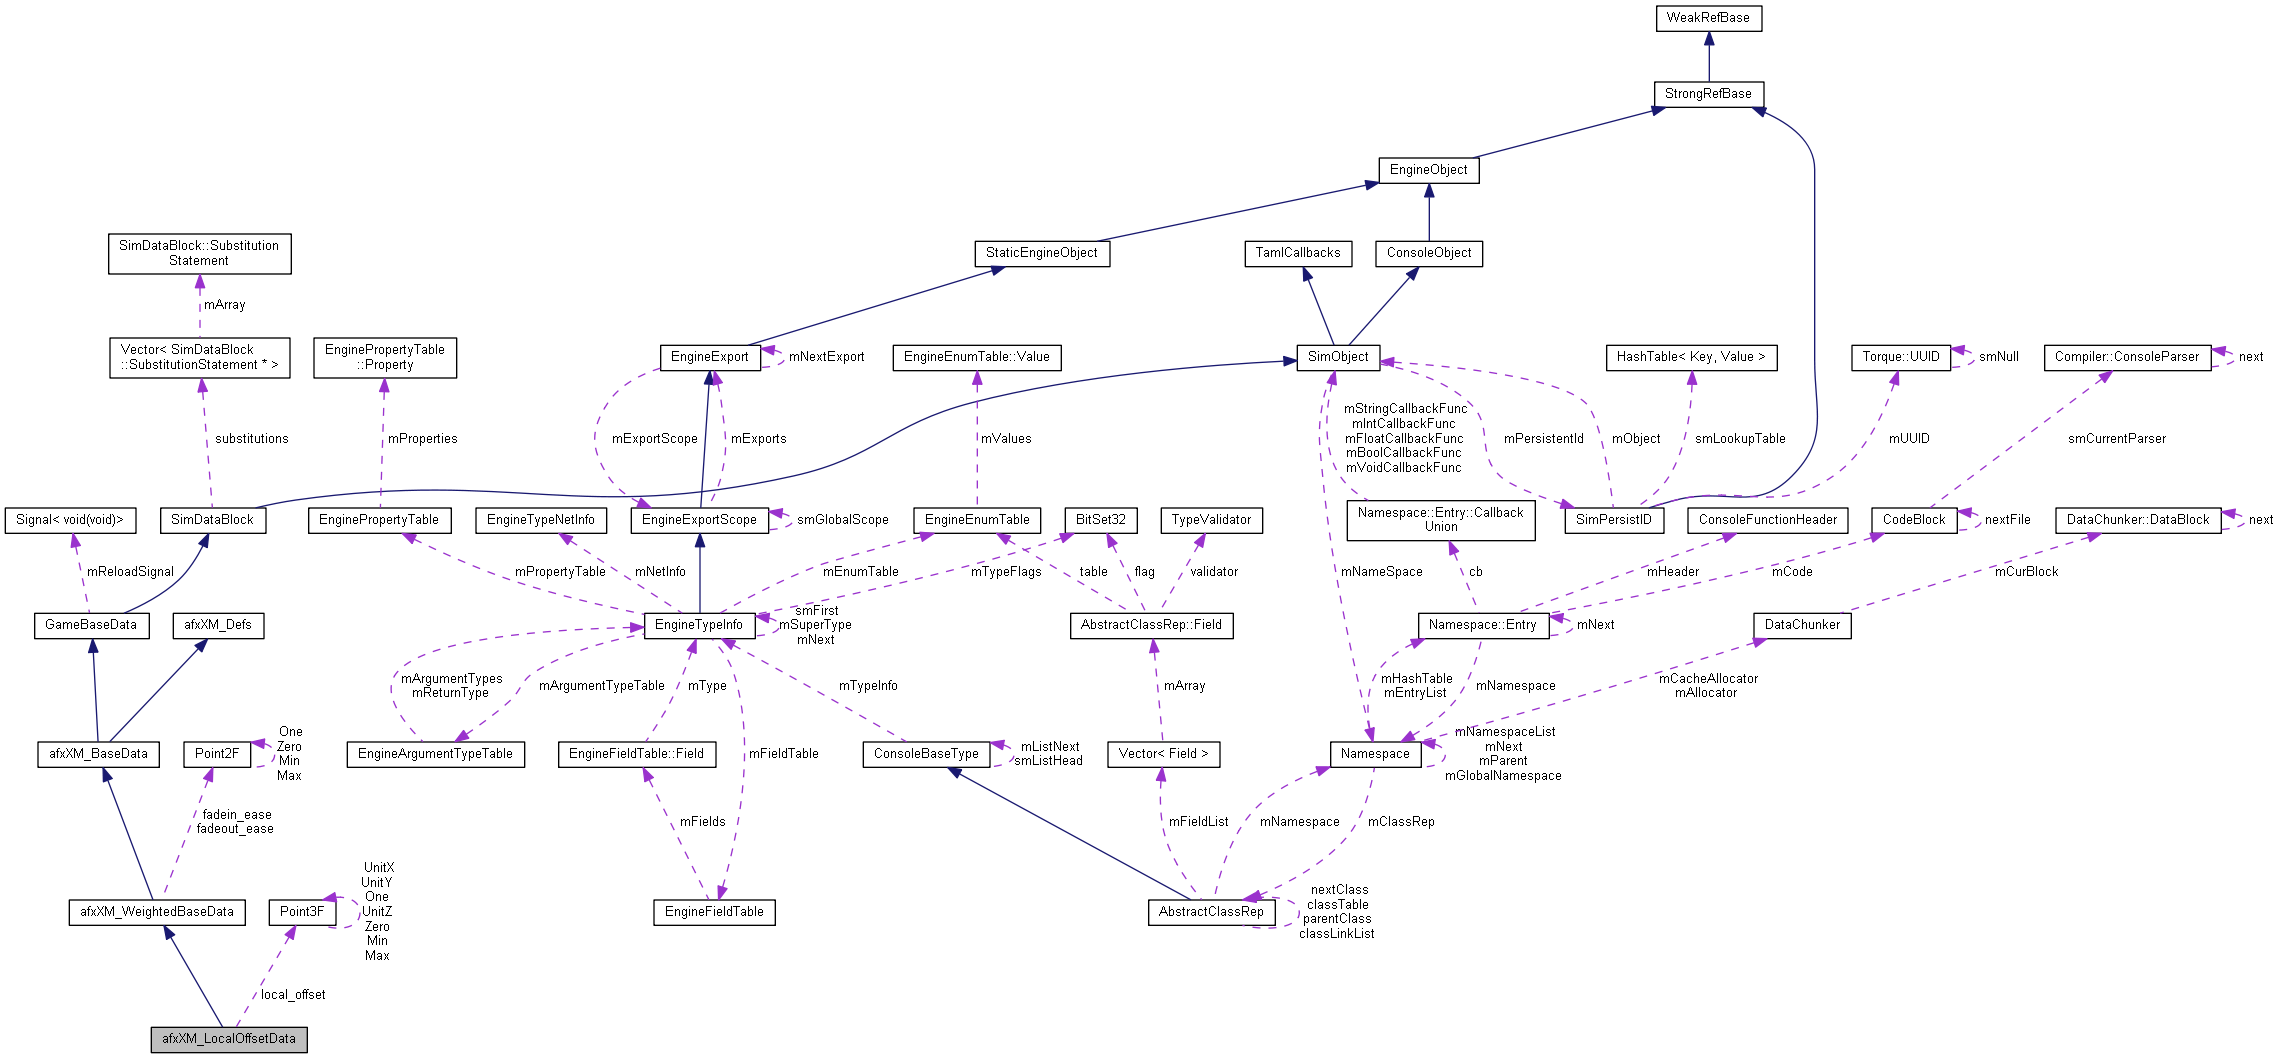 WeakRefBase
StrongRefBase
EngineObject
StaticEngineObject
TamlCallbacks
ConsoleObject
SimDataBlock::Substitution
Statement
mArray
Vector< SimDataBlock
::SubstitutionStatement * >
EnginePropertyTable
::Property
EngineExport
mNextExport
EngineEnumTable::Value
SimObject
HashTable< Key, Value >
Torque::UUID
smNull
Compiler::ConsoleParser
next
substitutions
mProperties
mExportScope
mExports
mValues
mStringCallbackFunc
mIntCallbackFunc
mFloatCallbackFunc
mBoolCallbackFunc
mVoidCallbackFunc
mPersistentId
mObject
smLookupTable
mUUID
smCurrentParser
Signal< void(void)>
SimDataBlock
EnginePropertyTable
EngineTypeNetInfo
EngineExportScope
smGlobalScope
EngineEnumTable
BitSet32
TypeValidator
Namespace::Entry::Callback
Union
SimPersistID
ConsoleFunctionHeader
CodeBlock
nextFile
DataChunker::DataBlock
next
mReloadSignal
mPropertyTable
mNetInfo
mEnumTable
mTypeFlags
table
flag
validator
mNameSpace
cb
mHeader
mCode
mCurBlock
GameBaseData
afxXM_Defs
EngineTypeInfo
smFirst
mSuperType
mNext
AbstractClassRep::Field
Namespace::Entry
mNext
DataChunker
mArgumentTypes
mReturnType
mArgumentTypeTable
mType
mTypeInfo
mArray
mHashTable
mEntryList
mNamespace
mCacheAllocator
mAllocator
afxXM_BaseData
Point2F
One
Zero
Min
Max
EngineArgumentTypeTable
EngineFieldTable::Field
mFieldTable
ConsoleBaseType
mListNext
smListHead
Vector< Field >
Namespace
mNamespaceList
mNext
mParent
mGlobalNamespace
fadein_ease
fadeout_ease
mFields
mFieldList
mNamespace
mClassRep
afxXM_WeightedBaseData
Point3F
UnitX
UnitY
One
UnitZ
Zero
Min
Max
EngineFieldTable
AbstractClassRep
nextClass
classTable
parentClass
classLinkList
local_offset
afxXM_LocalOffsetData